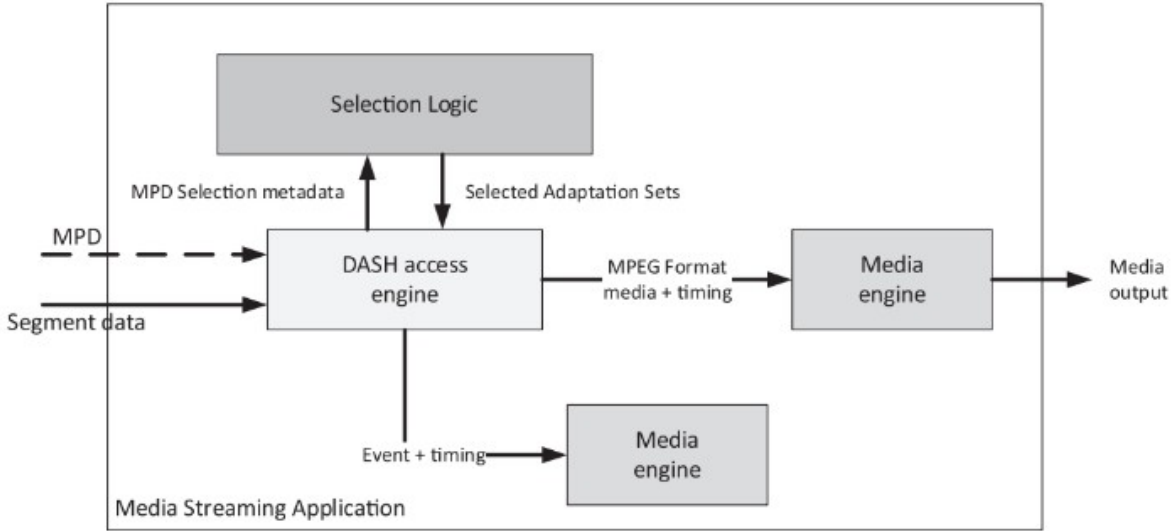 Selection Logic
MPD Selection metadata
Selected Adaptation Sets
MPD
Segment data
DASH access
engine
MPEG Format
media + timing
Media
engine
Media
output
Event + timing
Media
engine
Media Streaming Application